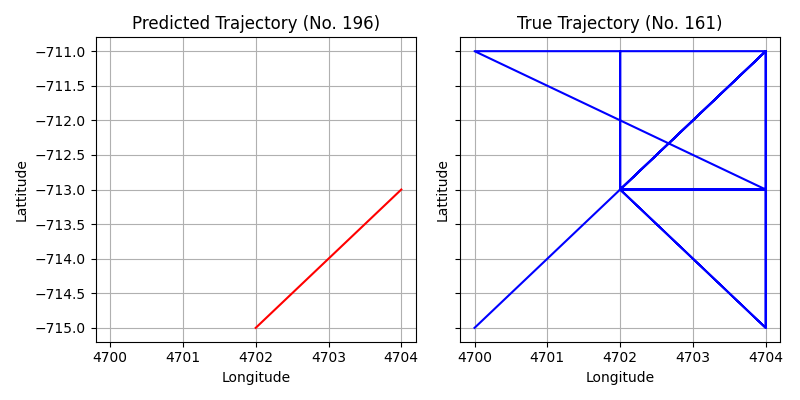 Predicted Trajectory (No. 196)
True Trajectory (No. 161)
−711.0
−711.5
−712.0
−712.5
−713.0
−713.5
−714.0
−714.5
−715.0
Lattitude
Lattitude
4700 4701 4702 4703 4704
4700 4701 4702 4703 4704
Longitude
Longitude